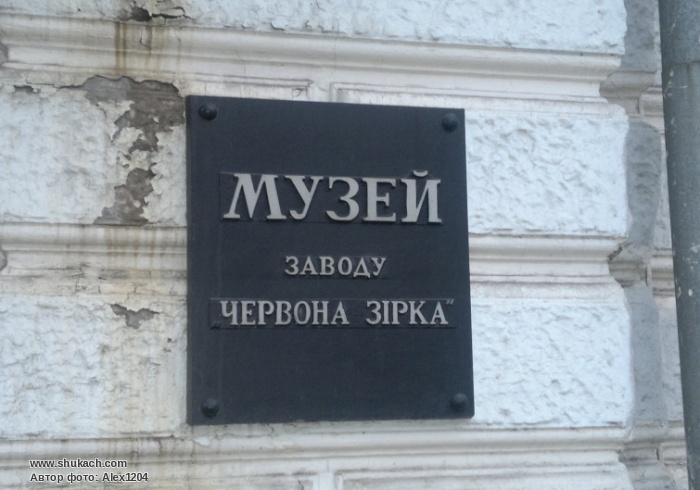 МУЗЕЙ
ЗАВОДУ
„ЧЕРВОНА ЗІРКА"
www.shukach.com
Автор фото: Alex1204